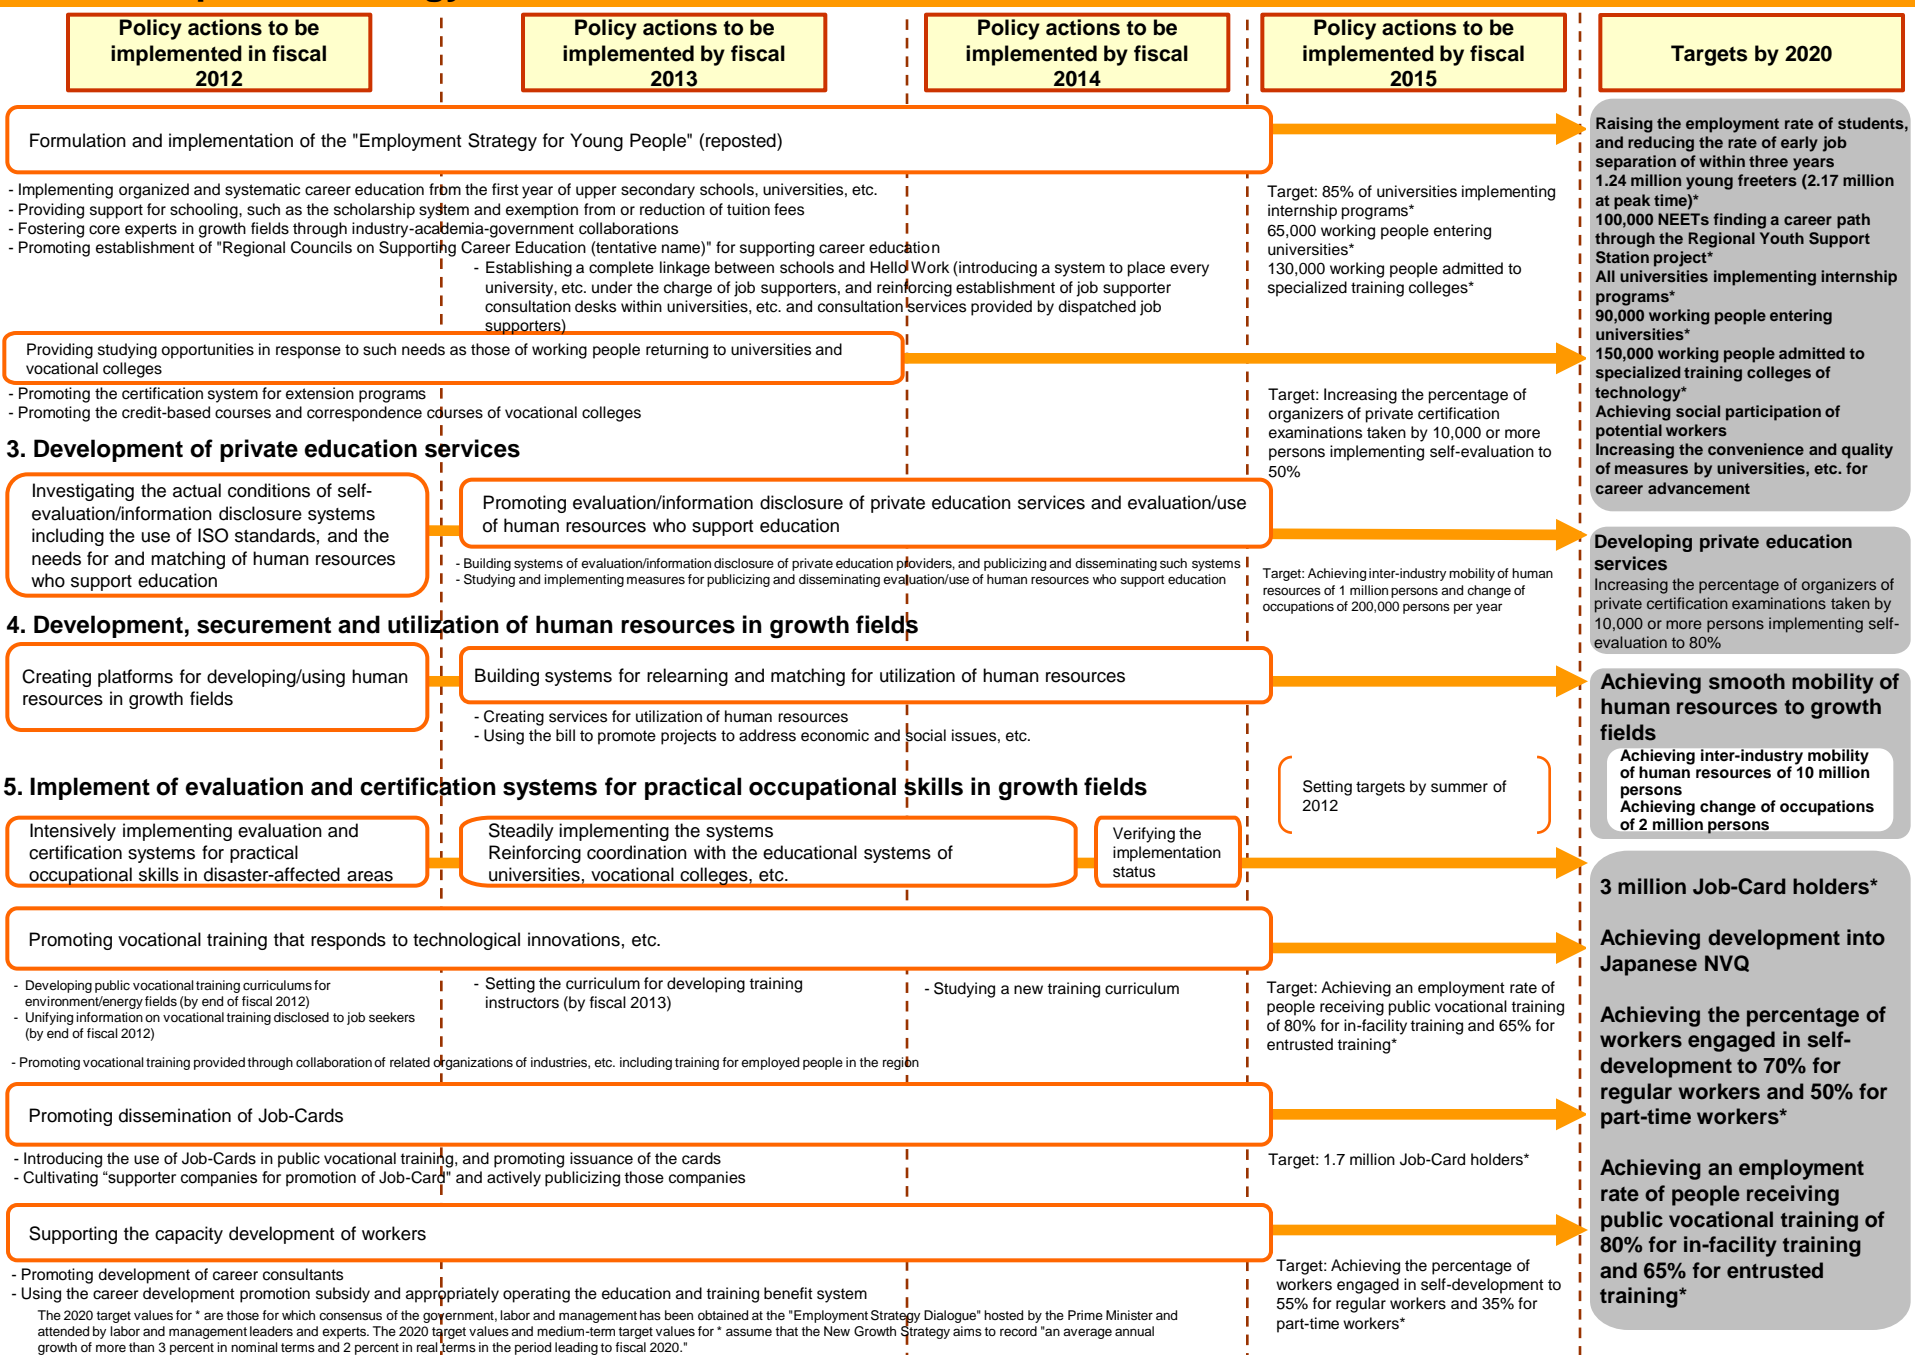 Policy actions to be
implemented in fiscal
2012
Policy actions to be
implemented by fiscal
2013
Policy actions to be
implemented by fiscal
2014
Policy actions to be
implemented by fiscal
2015
Targets by 2020
Formulation and implementation of the "Employment Strategy for Young People" (reposted)
- Implementing organized and systematic career education from the first year of upper secondary schools, universities, etc.
- Providing support for schooling, such as the scholarship system and exemption from or reduction of tuition fees
- Fostering core experts in growth fields through industry-academia-government collaborations
- Promoting establishment of "Regional Councils on Supporting Career Education (tentative name)" for supporting career education
- Establishing a complete linkage between schools and Hello Work (introducing a system to place every
university, etc. under the charge of job supporters, and reinforcing establishment of job supporter
consultation desks within universities, etc. and consultation services provided by dispatched job
supporters)
Target: 85% of universities implementing
internship programs*
65,000 working people entering
universities*
130,000 working people admitted to
specialized training colleges*
Raising the employment rate of students,
and reducing the rate of early job
separation of within three years
1.24 million young freeters (2.17 million
at peak time)*
100,000 NEETs finding a career path
through the Regional Youth Support
Station project*
All universities implementing internship
programs*
90,000 working people entering
universities*
150,000 working people admitted to
specialized training colleges of
technology*
Achieving social participation of
potential workers
Increasing the convenience and quality
of measures by universities, etc. for
career advancement
Providing studying opportunities in response to such needs as those of working people returning to universities and
vocational colleges
- Promoting the certification system for extension programs
- Promoting the credit-based courses and correspondence courses of vocational colleges
Target: Increasing the percentage of
organizers of private certification
examinations taken by 10,000 or more
persons implementing self-evaluation to
50%
3. Development of private education services
Investigating the actual conditions of self-
evaluation/information disclosure systems
including the use of ISO standards, and the
needs for and matching of human resources
who support education
Promoting evaluation/information disclosure of private education services and evaluation/use
of human resources who support education
- Building systems of evaluation/information disclosure of private education providers, and publicizing and disseminating such systems
- Studying and implementing measures for publicizing and disseminating evaluation/use of human resources who support education
Target: Achieving inter-industry mobility of human
resources of 1 million persons and change of
occupations of 200,000 persons per year
Developing private education
services
Increasing the percentage of organizers of
private certification examinations taken by
10,000 or more persons implementing self-
evaluation to 80%
4. Development, securement and utilization of human resources in growth fields
Creating platforms for developing/using human
resources in growth fields
Building systems for relearning and matching for utilization of human resources
- Creating services for utilization of human resources
- Using the bill to promote projects to address economic and social issues, etc.
Achieving smooth mobility of
human resources to growth
fields
Achieving inter-industry mobility
of human resources of 10 million
persons
Achieving change of occupations
of 2 million persons
5. Implement of evaluation and certification systems for practical occupational skills in growth fields
Setting targets by summer of
2012
Intensively implementing evaluation and
certification systems for practical
occupational skills in disaster-affected areas
Steadily implementing the systems
Reinforcing coordination with the educational systems of
universities, vocational colleges, etc.
Verifying the
implementation
status
3 million Job-Card holders*
Achieving development into
Japanese NVQ
Achieving the percentage of
workers engaged in self-
development to 70% for
regular workers and 50% for
part-time workers*
Achieving an employment
rate of people receiving
public vocational training of
80% for in-facility training
and 65% for entrusted
training*
Promoting vocational training that responds to technological innovations, etc.
- Developing public vocational training curriculums for
environment/energy fields (by end of fiscal 2012)
- Unifying information on vocational training disclosed to job seekers
(by end of fiscal 2012)
- Setting the curriculum for developing training
instructors (by fiscal 2013)
- Studying a new training curriculum
Target: Achieving an employment rate of
people receiving public vocational training
of 80% for in-facility training and 65% for
entrusted training*
- Promoting vocational training provided through collaboration of related organizations of industries, etc. including training for employed people in the region
Promoting dissemination of Job-Cards
- Introducing the use of Job-Cards in public vocational training, and promoting issuance of the cards
- Cultivating “supporter companies for promotion of Job-Card" and actively publicizing those companies
Target: 1.7 million Job-Card holders*
Supporting the capacity development of workers
- Promoting development of career consultants
- Using the career development promotion subsidy and appropriately operating the education and training benefit system
Target: Achieving the percentage of
workers engaged in self-development to
55% for regular workers and 35% for
part-time workers*
The 2020 target values for * are those for which consensus of the government, labor and management has been obtained at the "Employment Strategy Dialogue" hosted by the Prime Minister and
attended by labor and management leaders and experts. The 2020 target values and medium-term target values for * assume that the New Growth Strategy aims to record "an average annual
growth of more than 3 percent in nominal terms and 2 percent in real terms in the period leading to fiscal 2020."